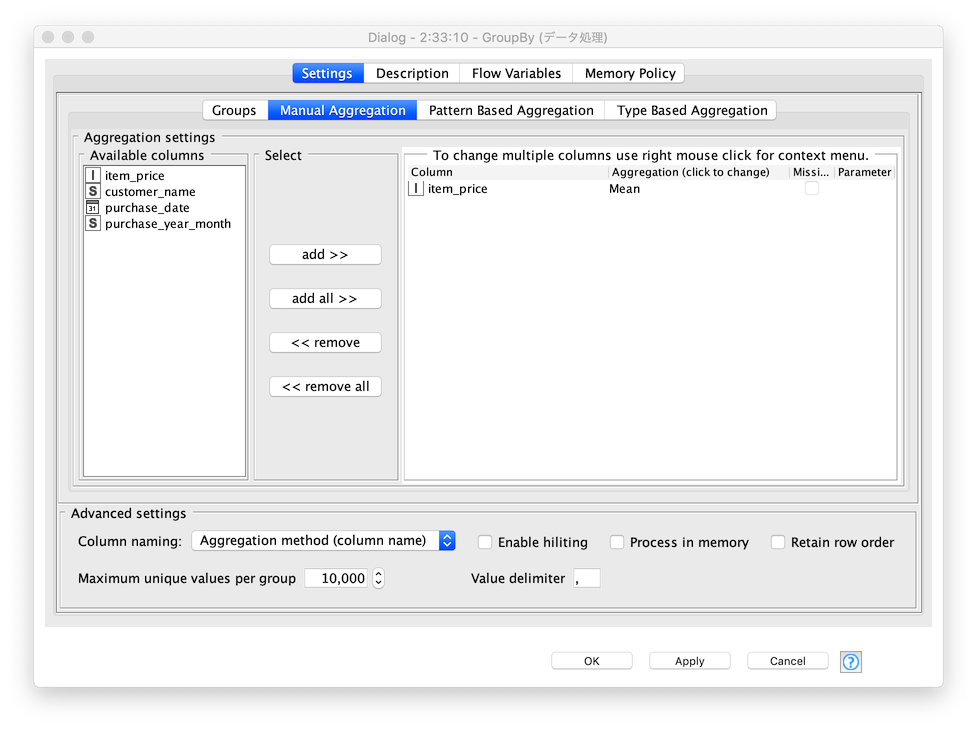 Dialog - 2:33:10 - GroupBy (データ処理)
Settings Description Flow Variables Memory Policy
Groups Manual Aggregation Pattern Based Aggregation Type Based Aggregation
Aggregation settings
Available columns
I item_price
S customer_name
31 purchase_date
S purchase_year_month
Select
add >>
add all >>
<< remove
<< remove all
To change multiple columns use right mouse click for context menu.
Column Aggregation (click to change) Missi... Parameter
I item_price Mean
Advanced settings
Column naming: Aggregation method (column name) Enable hiliting Process in memory Retain row order
Maximum unique values per group 10,000 Value delimiter ,
OK Apply Cancel ?